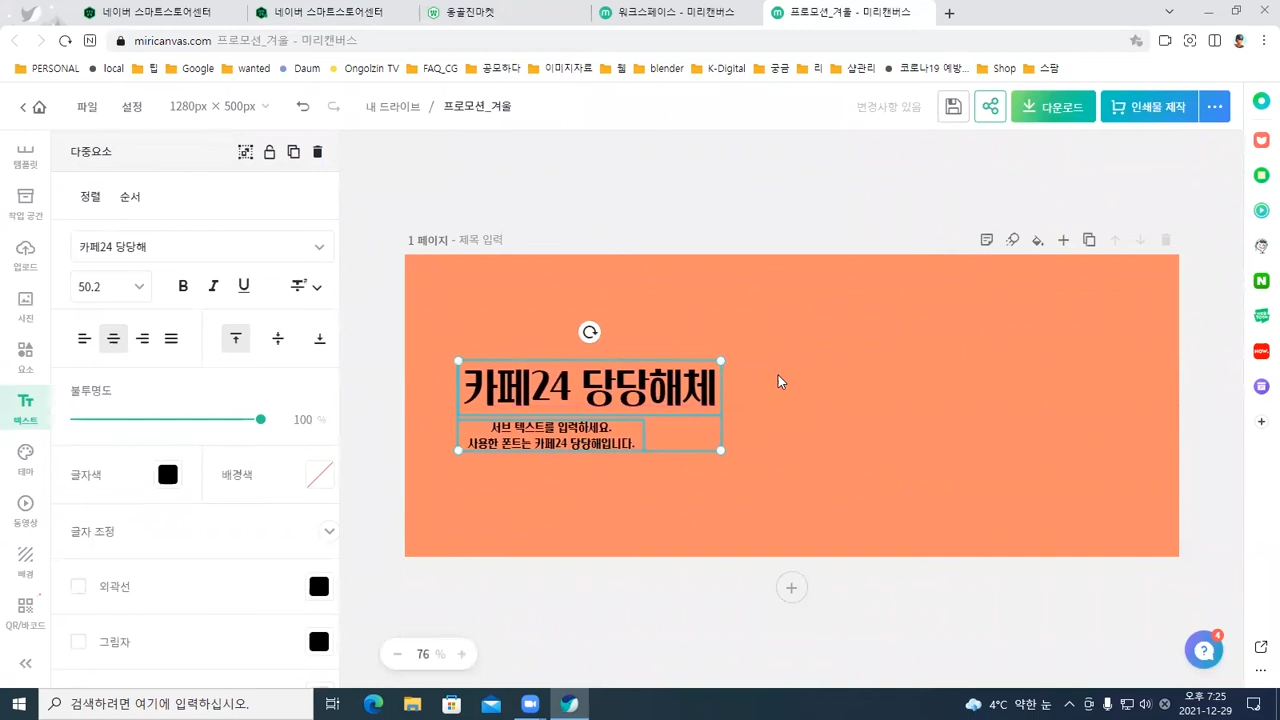 네이버 스마트스토어센터
네이버 스마트스토어센터
옹골진마켓
워크스페이스 - 미리캔버스
프로모션_겨울 - 미리캔버스
miricanvas.com 프로모션_겨울 - 미리캔버스
PERSONAL local 팁 Google wanted Daum Ongolzin TV FAQ_CG 공모하다 이미지자료 웹 blender K-Digital 궁금 리 샵관리 코로나19 예방... Shop 스팜
파일 설정 1280px × 500px 내 드라이브 / 프로모션_겨울 변경사항 있음 다운로드 인쇄물 제작
템플릿
작업 공간
업로드
사진
요소
텍스트
테마
동영상
배경
QR/바코드
다중요소
정렬 순서
카페24 당당해
50.2 B I U
불투명도
100 %
글자색 배경색
글자 조정
외곽선
그림자
1 페이지 - 제목 입력
카페24 당당해체
서브 텍스트를 입력하세요.
사용한 폰트는 카페24 당당해입니다.
76 %
4
검색하려면 여기에 입력하십시오.
4°C 약한 눈
오후 7:25
2021-12-29